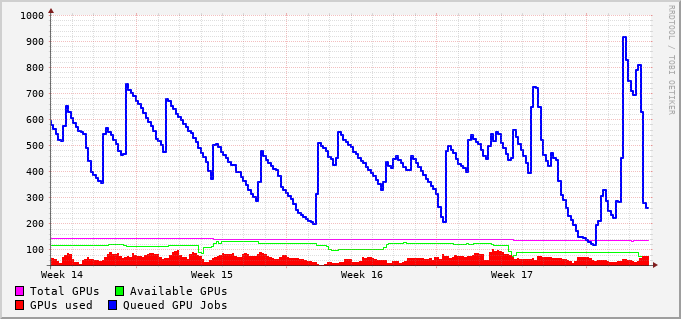 1000
900
800
700
600
500
400
300
200
100
Week 14 Week 15 Week 16 Week 17
Total GPUs Available GPUs
GPUs used Queued GPU Jobs
RRDTOOL / TOBI OETIKER